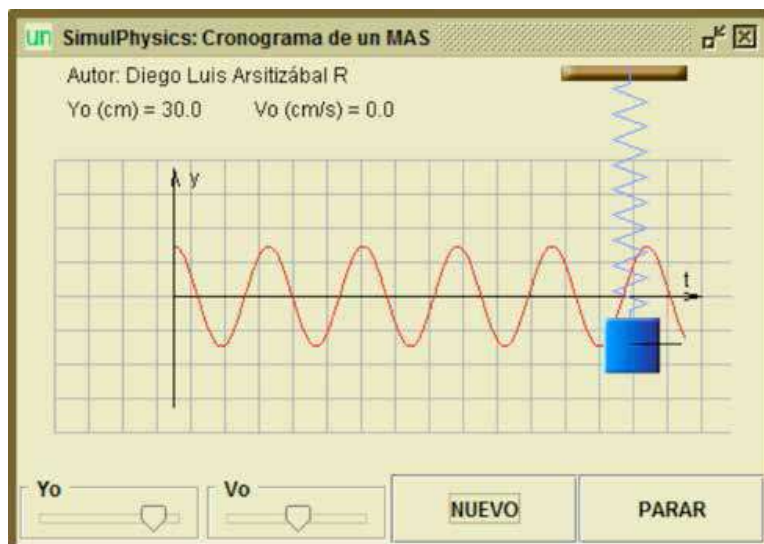 un SimulPhysics: Cronograma de un MAS
Autor: Diego Luis Arsitizábal R
Yo (cm) = 30.0 Vo (cm/s) = 0.0
y
t
Yo Vo
NUEVO PARAR